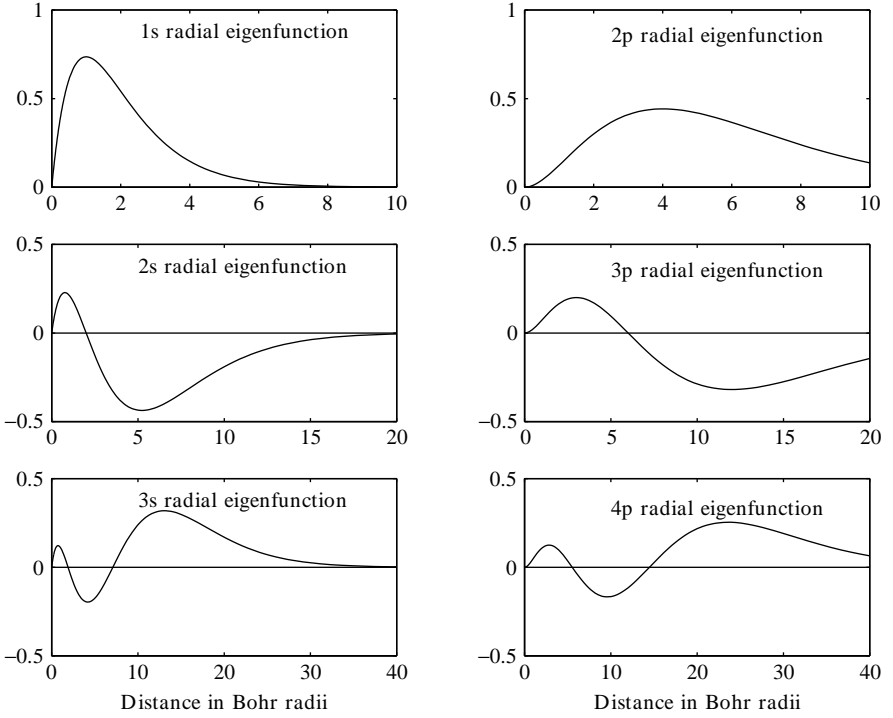 1s radial eigenfunction
1
0.5
0
0 2 4 6 8 10
2p radial eigenfunction
1
0.5
0
0 2 4 6 8 10
2s radial eigenfunction
0.5
0
−0.5
0 5 10 15 20
3p radial eigenfunction
0.5
0
−0.5
0 5 10 15 20
3s radial eigenfunction
0.5
0
−0.5
0 10 20 30 40
Distance in Bohr radii
4p radial eigenfunction
0.5
0
−0.5
0 10 20 30 40
Distance in Bohr radii